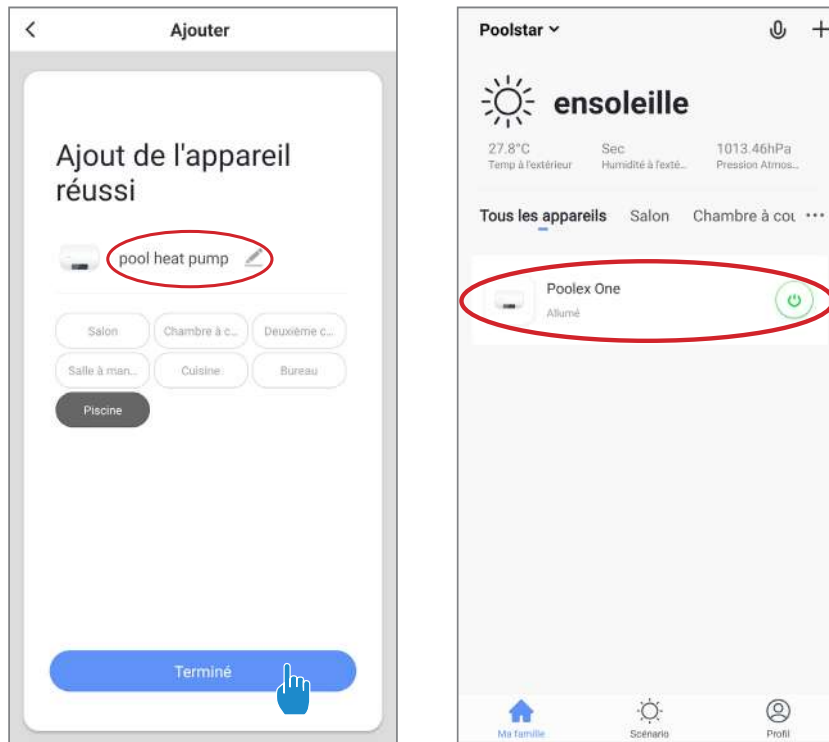 Ajouter
Ajout de l'appareil
réussi
pool heat pump
Salon
Chambre à c...
Deuxième c...
Salle à man...
Cuisine
Bureau
Piscine
Terminé
Poolstar
ensoleille
27.8°C
Sec
1013.46hPa
Temp à l'extérieur
Humidité à l'exté...
Pression Atmos...
Tous les appareils
Salon
Chambre à cou
Poolex One
Allumé
Ma famille
Scénario
Profil